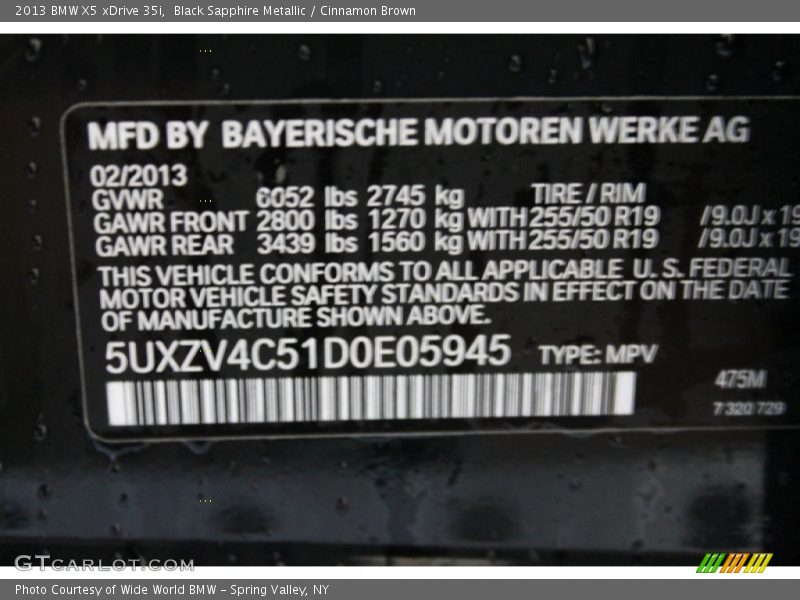 2013 BMW X5 xDrive 35i, Black Sapphire Metallic / Cinnamon Brown
MFD BY BAYERISCHE MOTOREN WERKE AG
02/2013
GVWR 6052 lbs 2745 kg TIRE / RIM
GAWR FRONT 2800 lbs 1270 kg WITH 255/50 R19 /9.0J x 19
GAWR REAR 3439 lbs 1560 kg WITH 255/50 R19 /9.0J x 19
THIS VEHICLE CONFORMS TO ALL APPLICABLE U. S. FEDERAL
MOTOR VEHICLE SAFETY STANDARDS IN EFFECT ON THE DATE
OF MANUFACTURE SHOWN ABOVE.
5UXZV4C51D0E05945 TYPE: MPV
475M
7 320 729
GTcarlot.com
Photo Courtesy of Wide World BMW – Spring Valley, NY